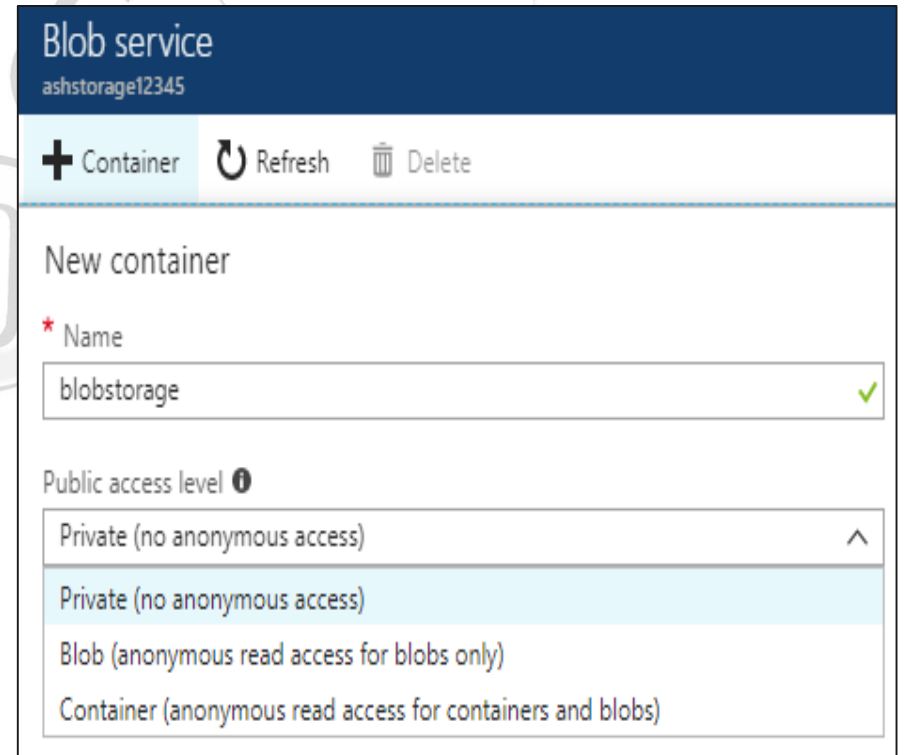 Blob service
ashstorage12345
Container Refresh Delete
New container
* Name
blobstorage
Public access level
Private (no anonymous access)
Private (no anonymous access)
Blob (anonymous read access for blobs only)
Container (anonymous read access for containers and blobs)